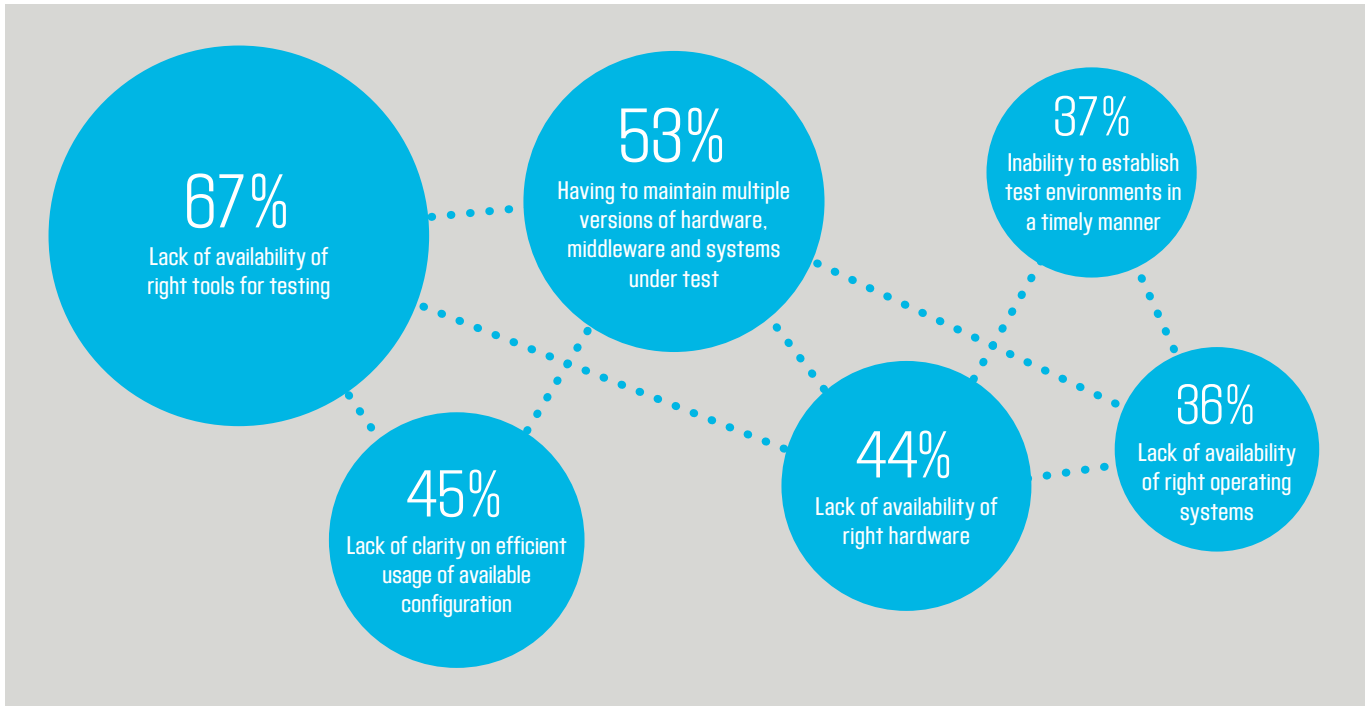 67%
Lack of availability of
right tools for testing
53%
Having to maintain multiple
versions of hardware,
middleware and systems
under test
37%
Inability to establish
test environments in
a timely manner
45%
Lack of clarity on efficient
usage of available
configuration
44%
Lack of availability of
right hardware
36%
Lack of availability
of right operating
systems